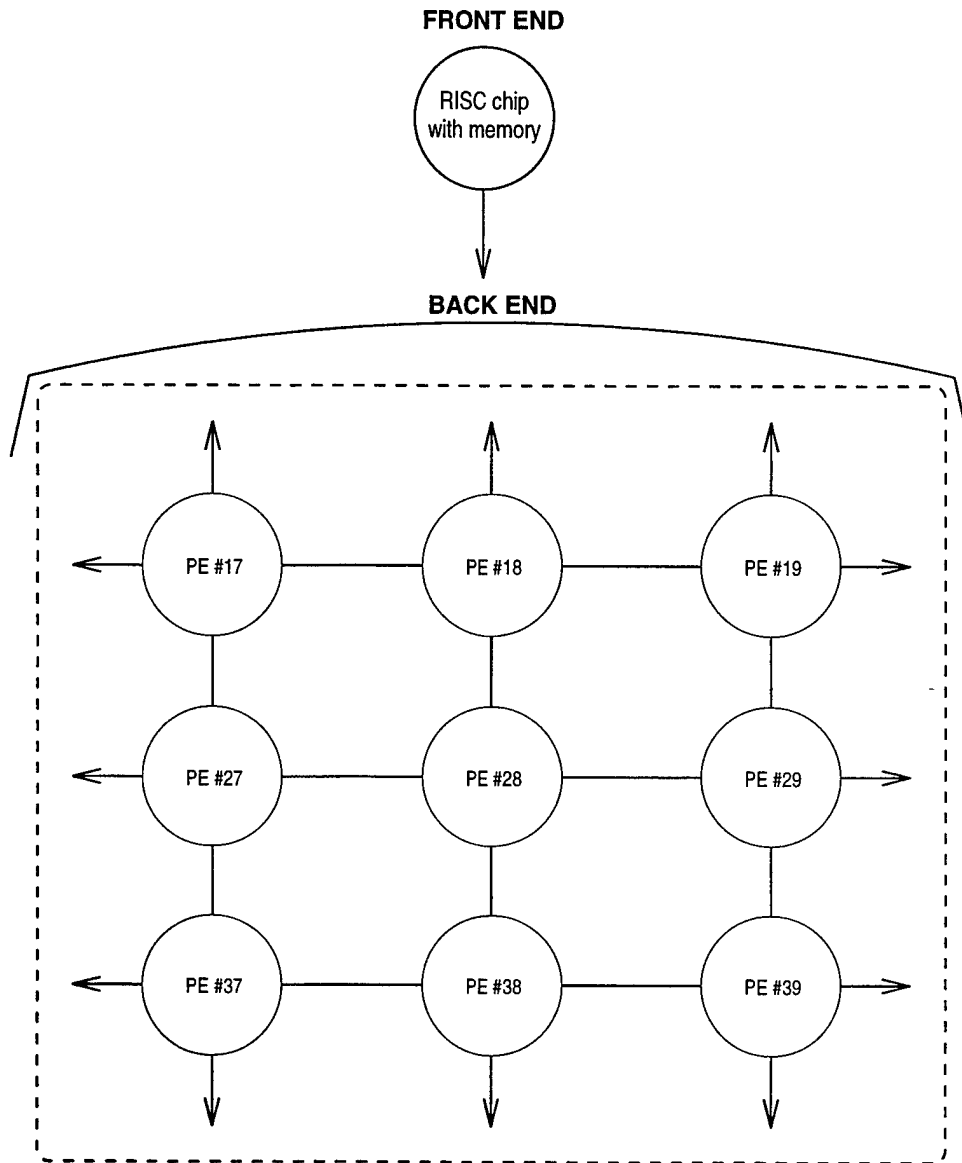 FRONT END
RISC chip
with memory
BACK END
PE #17
PE #18
PE #19
PE #27
PE #28
PE #29
PE #37
PE #38
PE #39